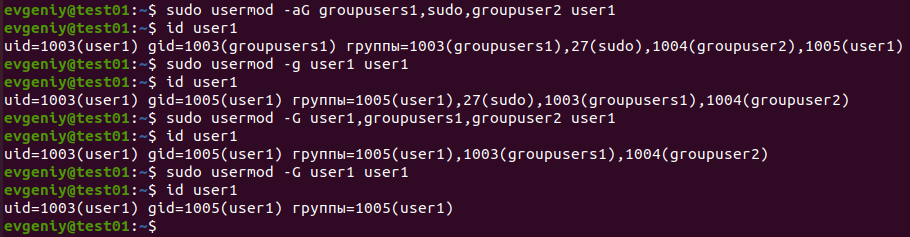 evgeniy@test01:~$ sudo usermod -aG groupusers1,sudo,groupuser2 user1
evgeniy@test01:~$ id user1
uid=1003(user1) gid=1003(groupusers1) группы=1003(groupusers1),27(sudo),1004(groupuser2),1005(user1)
evgeniy@test01:~$ sudo usermod -g user1 user1
evgeniy@test01:~$ id user1
uid=1003(user1) gid=1005(user1) группы=1005(user1),27(sudo),1003(groupusers1),1004(groupuser2)
evgeniy@test01:~$ sudo usermod -G user1,groupusers1,groupuser2 user1
evgeniy@test01:~$ id user1
uid=1003(user1) gid=1005(user1) группы=1005(user1),1003(groupusers1),1004(groupuser2)
evgeniy@test01:~$ sudo usermod -G user1 user1
evgeniy@test01:~$ id user1
uid=1003(user1) gid=1005(user1) группы=1005(user1)
evgeniy@test01:~$